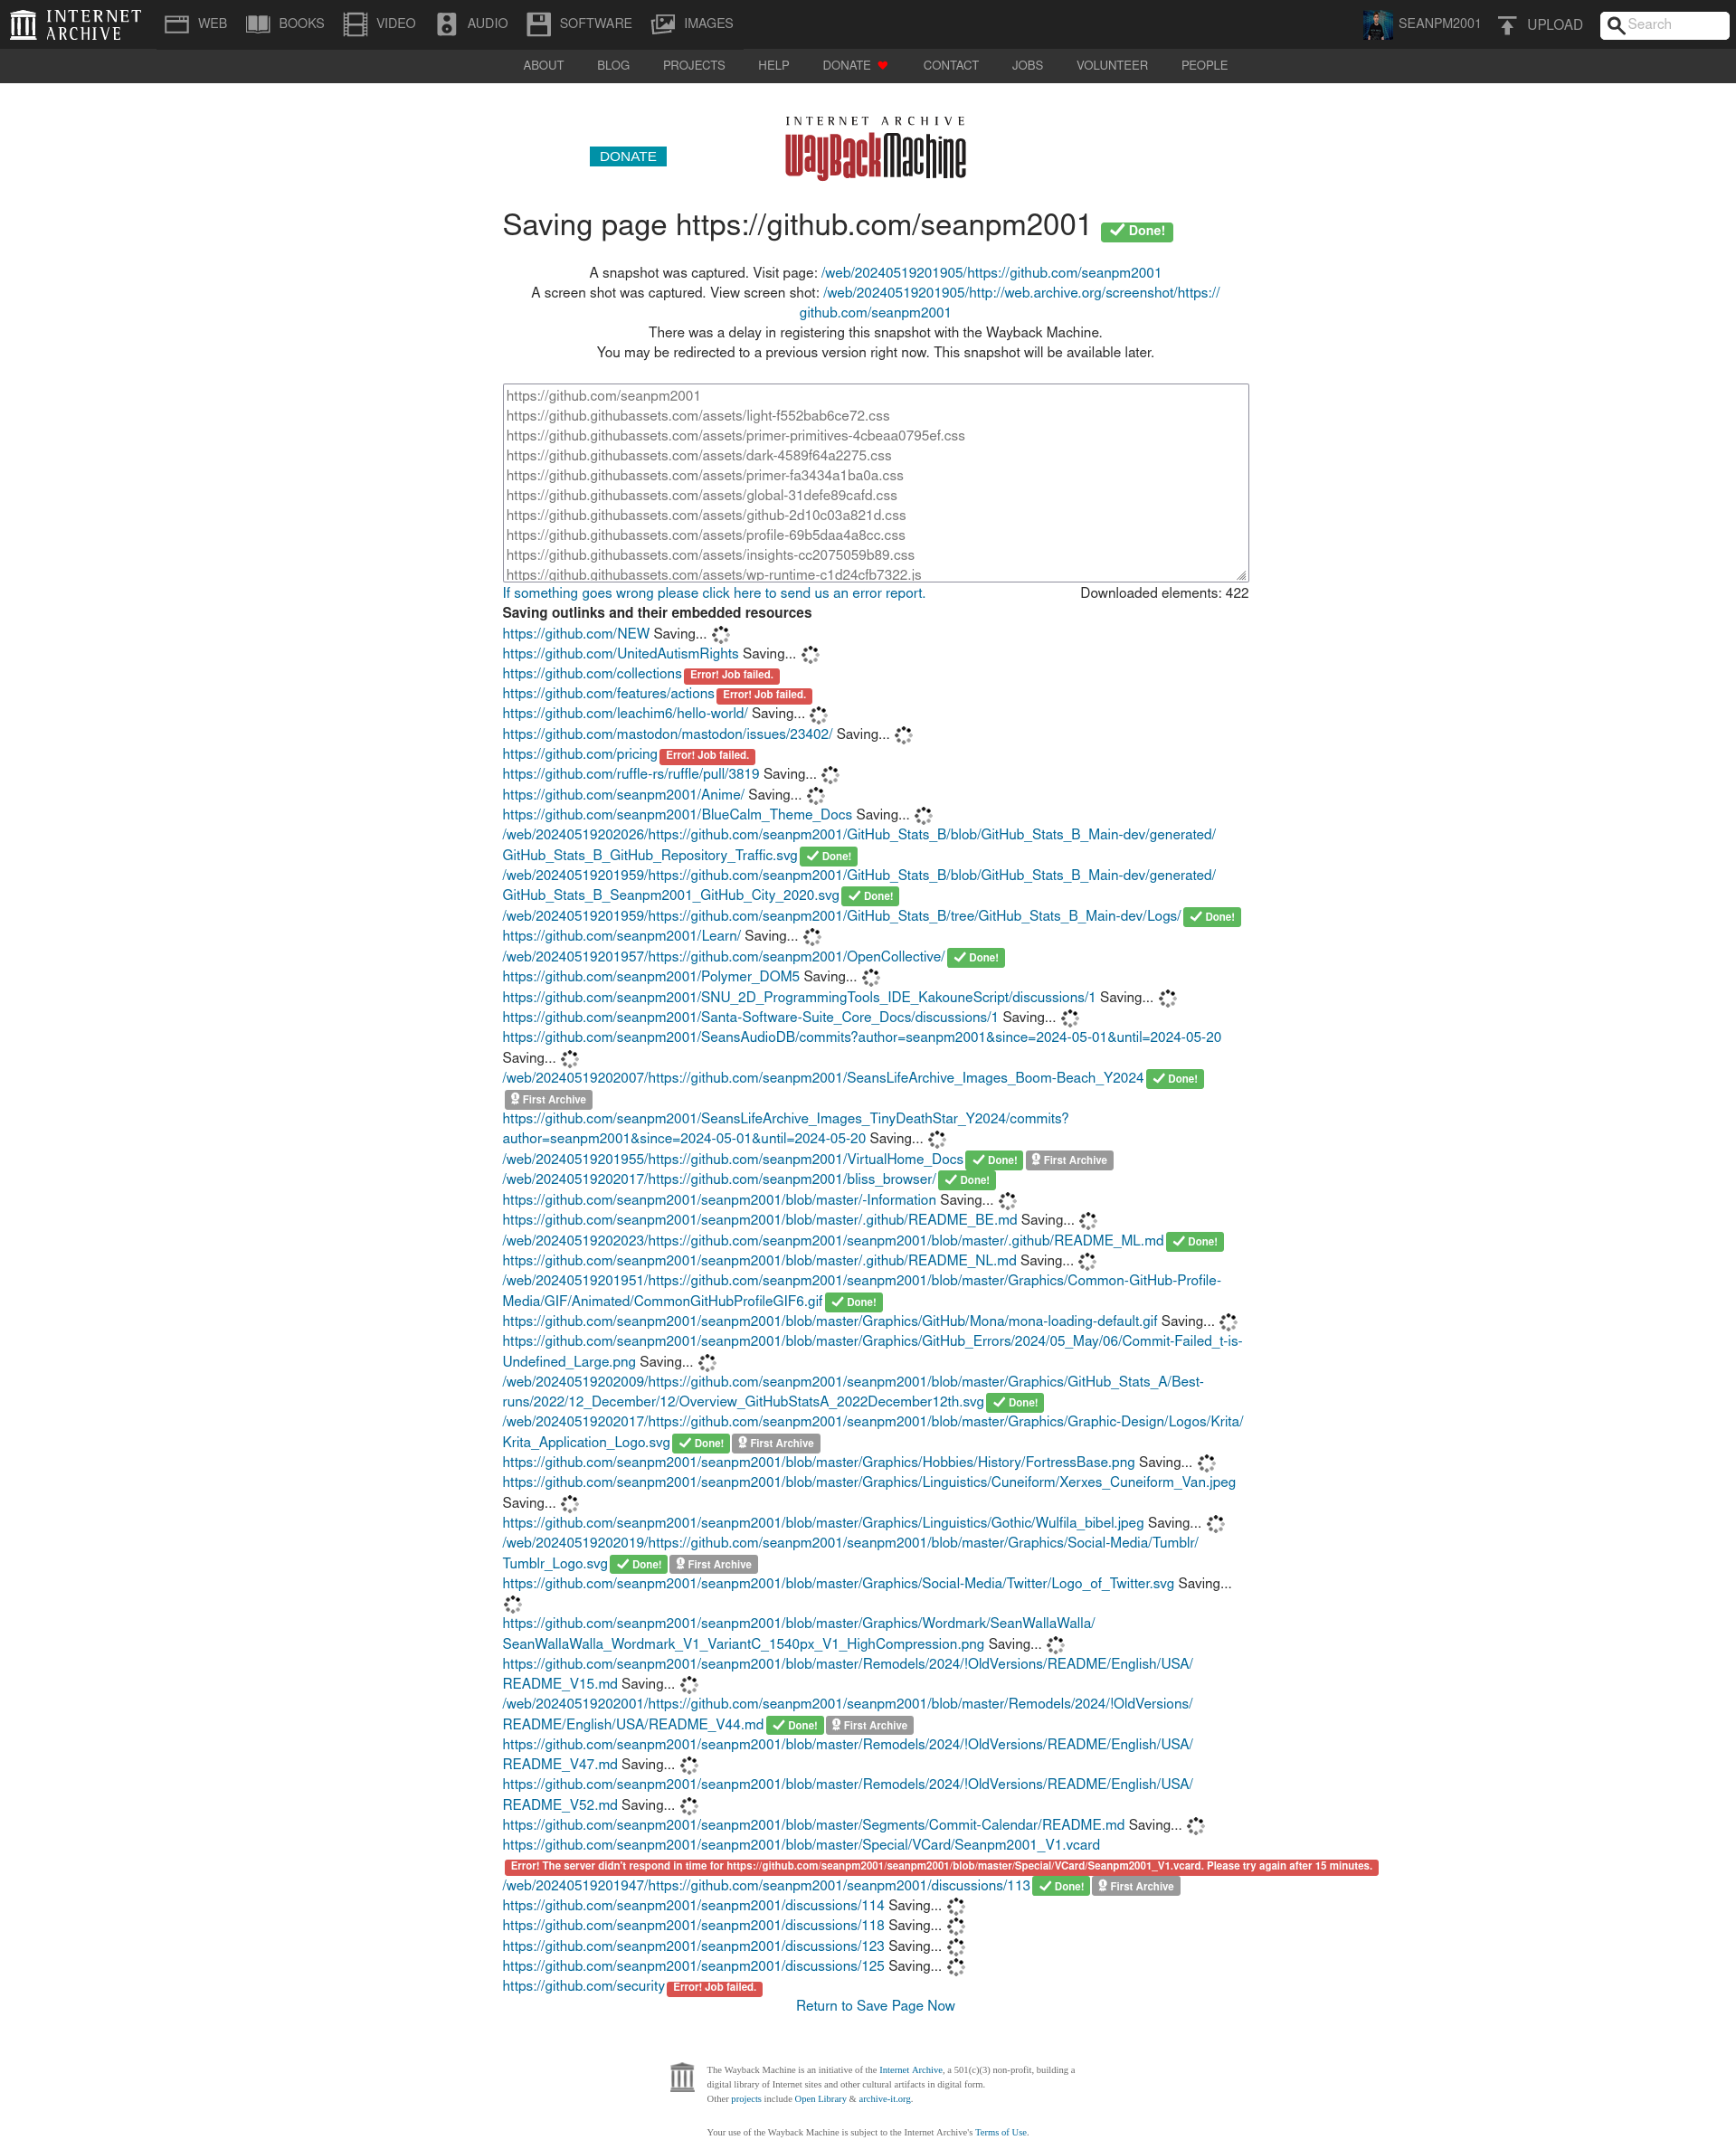 INTERNET ARCHIVE
WEB BOOKS VIDEO AUDIO SOFTWARE IMAGES SEANPM2001 UPLOAD Search
ABOUT BLOG PROJECTS HELP DONATE CONTACT JOBS VOLUNTEER PEOPLE
INTERNET ARCHIVE
DONATE WayBackMachine
Saving page https://github.com/seanpm2001 Done!
A snapshot was captured. Visit page: /web/20240519201905/https://github.com/seanpm2001
A screen shot was captured. View screen shot: /web/20240519201905/http://web.archive.org/screenshot/https://
github.com/seanpm2001
There was a delay in registering this snapshot with the Wayback Machine.
You may be redirected to a previous version right now. This snapshot will be available later.
https://github.com/seanpm2001
https://github.githubassets.com/assets/light-f552bab6ce72.css
https://github.githubassets.com/assets/primer-primitives-4cbeaa0795ef.css
https://github.githubassets.com/assets/dark-4589f64a2275.css
https://github.githubassets.com/assets/primer-fa3434a1ba0a.css
https://github.githubassets.com/assets/global-31defe89cafd.css
https://github.githubassets.com/assets/github-2d10c03a821d.css
https://github.githubassets.com/assets/profile-69b5daa4a8cc.css
https://github.githubassets.com/assets/insights-cc2075059b89.css
https://github.githubassets.com/assets/wp-runtime-c1d24cfb7322.js
If something goes wrong please click here to send us an error report. Downloaded elements: 422
Saving outlinks and their embedded resources
https://github.com/NEW Saving...
https://github.com/UnitedAutismRights Saving...
https://github.com/collections Error! Job failed.
https://github.com/features/actions Error! Job failed.
https://github.com/leachim6/hello-world/ Saving...
https://github.com/mastodon/mastodon/issues/23402/ Saving...
https://github.com/pricing Error! Job failed.
https://github.com/ruffle-rs/ruffle/pull/3819 Saving...
https://github.com/seanpm2001/Anime/ Saving...
https://github.com/seanpm2001/BlueCalm_Theme_Docs Saving...
/web/20240519202026/https://github.com/seanpm2001/GitHub_Stats_B/blob/GitHub_Stats_B_Main-dev/generated/
GitHub_Stats_B_GitHub_Repository_Traffic.svg Done!
/web/20240519201959/https://github.com/seanpm2001/GitHub_Stats_B/blob/GitHub_Stats_B_Main-dev/generated/
GitHub_Stats_B_Seanpm2001_GitHub_City_2020.svg Done!
/web/20240519201959/https://github.com/seanpm2001/GitHub_Stats_B/tree/GitHub_Stats_B_Main-dev/Logs/ Done!
https://github.com/seanpm2001/Learn/ Saving...
/web/20240519201957/https://github.com/seanpm2001/OpenCollective/ Done!
https://github.com/seanpm2001/Polymer_DOM5 Saving...
https://github.com/seanpm2001/SNU_2D_ProgrammingTools_IDE_KakouneScript/discussions/1 Saving...
https://github.com/seanpm2001/Santa-Software-Suite_Core_Docs/discussions/1 Saving...
https://github.com/seanpm2001/SeansAudioDB/commits?author=seanpm2001&since=2024-05-01&until=2024-05-20
Saving...
/web/20240519202007/https://github.com/seanpm2001/SeansLifeArchive_Images_Boom-Beach_Y2024 Done!
First Archive
https://github.com/seanpm2001/SeansLifeArchive_Images_TinyDeathStar_Y2024/commits?
author=seanpm2001&since=2024-05-01&until=2024-05-20 Saving...
/web/20240519201955/https://github.com/seanpm2001/VirtualHome_Docs Done! First Archive
/web/20240519202017/https://github.com/seanpm2001/bliss_browser/ Done!
https://github.com/seanpm2001/seanpm2001/blob/master/-Information Saving...
https://github.com/seanpm2001/seanpm2001/blob/master/.github/README_BE.md Saving...
/web/20240519202023/https://github.com/seanpm2001/seanpm2001/blob/master/.github/README_ML.md Done!
https://github.com/seanpm2001/seanpm2001/blob/master/.github/README_NL.md Saving...
/web/20240519201951/https://github.com/seanpm2001/seanpm2001/blob/master/Graphics/Common-GitHub-Profile-
Media/GIF/Animated/CommonGitHubProfileGIF6.gif Done!
https://github.com/seanpm2001/seanpm2001/blob/master/Graphics/GitHub/Mona/mona-loading-default.gif Saving...
https://github.com/seanpm2001/seanpm2001/blob/master/Graphics/GitHub_Errors/2024/05_May/06/Commit-Failed_t-is-
Undefined_Large.png Saving...
/web/20240519202009/https://github.com/seanpm2001/seanpm2001/blob/master/Graphics/GitHub_Stats_A/Best-
runs/2022/12_December/12/Overview_GitHubStatsA_2022December12th.svg Done!
/web/20240519202017/https://github.com/seanpm2001/seanpm2001/blob/master/Graphics/Graphic-Design/Logos/Krita/
Krita_Application_Logo.svg Done! First Archive
https://github.com/seanpm2001/seanpm2001/blob/master/Graphics/Hobbies/History/FortressBase.png Saving...
https://github.com/seanpm2001/seanpm2001/blob/master/Graphics/Linguistics/Cuneiform/Xerxes_Cuneiform_Van.jpeg
Saving...
https://github.com/seanpm2001/seanpm2001/blob/master/Graphics/Linguistics/Gothic/Wulfila_bibel.jpeg Saving...
/web/20240519202019/https://github.com/seanpm2001/seanpm2001/blob/master/Graphics/Social-Media/Tumblr/
Tumblr_Logo.svg Done! First Archive
https://github.com/seanpm2001/seanpm2001/blob/master/Graphics/Social-Media/Twitter/Logo_of_Twitter.svg Saving...
https://github.com/seanpm2001/seanpm2001/blob/master/Graphics/Wordmark/SeanWallaWalla/
SeanWallaWalla_Wordmark_V1_VariantC_1540px_V1_HighCompression.png Saving...
https://github.com/seanpm2001/seanpm2001/blob/master/Remodels/2024/!OldVersions/README/English/USA/
README_V15.md Saving...
/web/20240519202001/https://github.com/seanpm2001/seanpm2001/blob/master/Remodels/2024/!OldVersions/
README/English/USA/README_V44.md Done! First Archive
https://github.com/seanpm2001/seanpm2001/blob/master/Remodels/2024/!OldVersions/README/English/USA/
README_V47.md Saving...
https://github.com/seanpm2001/seanpm2001/blob/master/Remodels/2024/!OldVersions/README/English/USA/
README_V52.md Saving...
https://github.com/seanpm2001/seanpm2001/blob/master/Segments/Commit-Calendar/README.md Saving...
https://github.com/seanpm2001/seanpm2001/blob/master/Special/VCard/Seanpm2001_V1.vcard
Error! The server didn't respond in time for https://github.com/seanpm2001/seanpm2001/blob/master/Special/VCard/Seanpm2001_V1.vcard. Please try again after 15 minutes.
/web/20240519201947/https://github.com/seanpm2001/seanpm2001/discussions/113 Done! First Archive
https://github.com/seanpm2001/seanpm2001/discussions/114 Saving...
https://github.com/seanpm2001/seanpm2001/discussions/118 Saving...
https://github.com/seanpm2001/seanpm2001/discussions/123 Saving...
https://github.com/seanpm2001/seanpm2001/discussions/125 Saving...
https://github.com/security Error! Job failed.
Return to Save Page Now
The Wayback Machine is an initiative of the Internet Archive, a 501(c)(3) non-profit, building a
digital library of Internet sites and other cultural artifacts in digital form.
Other projects include Open Library & archive-it.org.
Your use of the Wayback Machine is subject to the Internet Archive's Terms of Use.